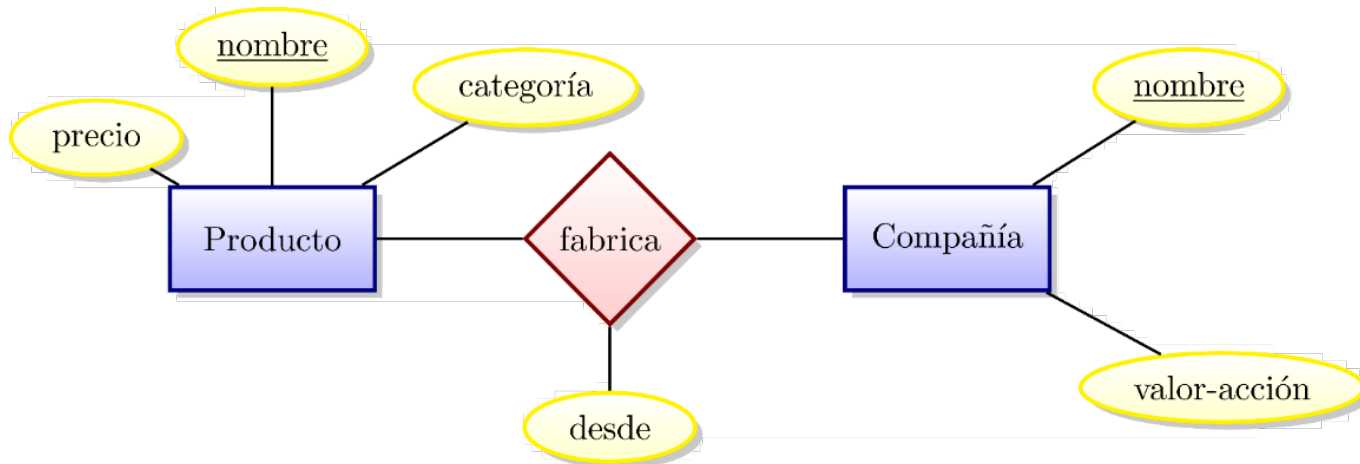 nombre
categoría
nombre
precio
Producto
fabrica
Compañía
valor-acción
desde